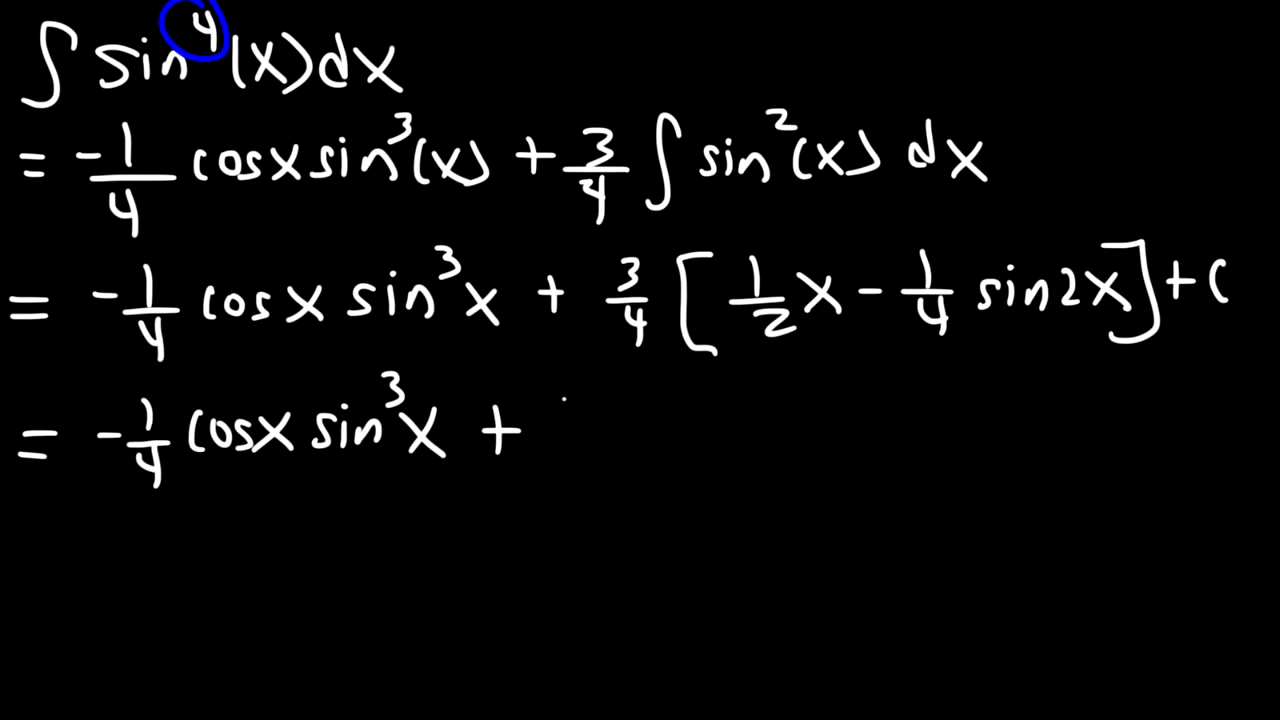 ∫ sin⁴(x)dx
= -1/4 cosx sin³(x) + 3/4 ∫ sin²(x) dx
= -1/4 cosx sin³x + 3/4 [1/2 x - 1/4 sin2x] + C
= -1/4 cosx sin³x +